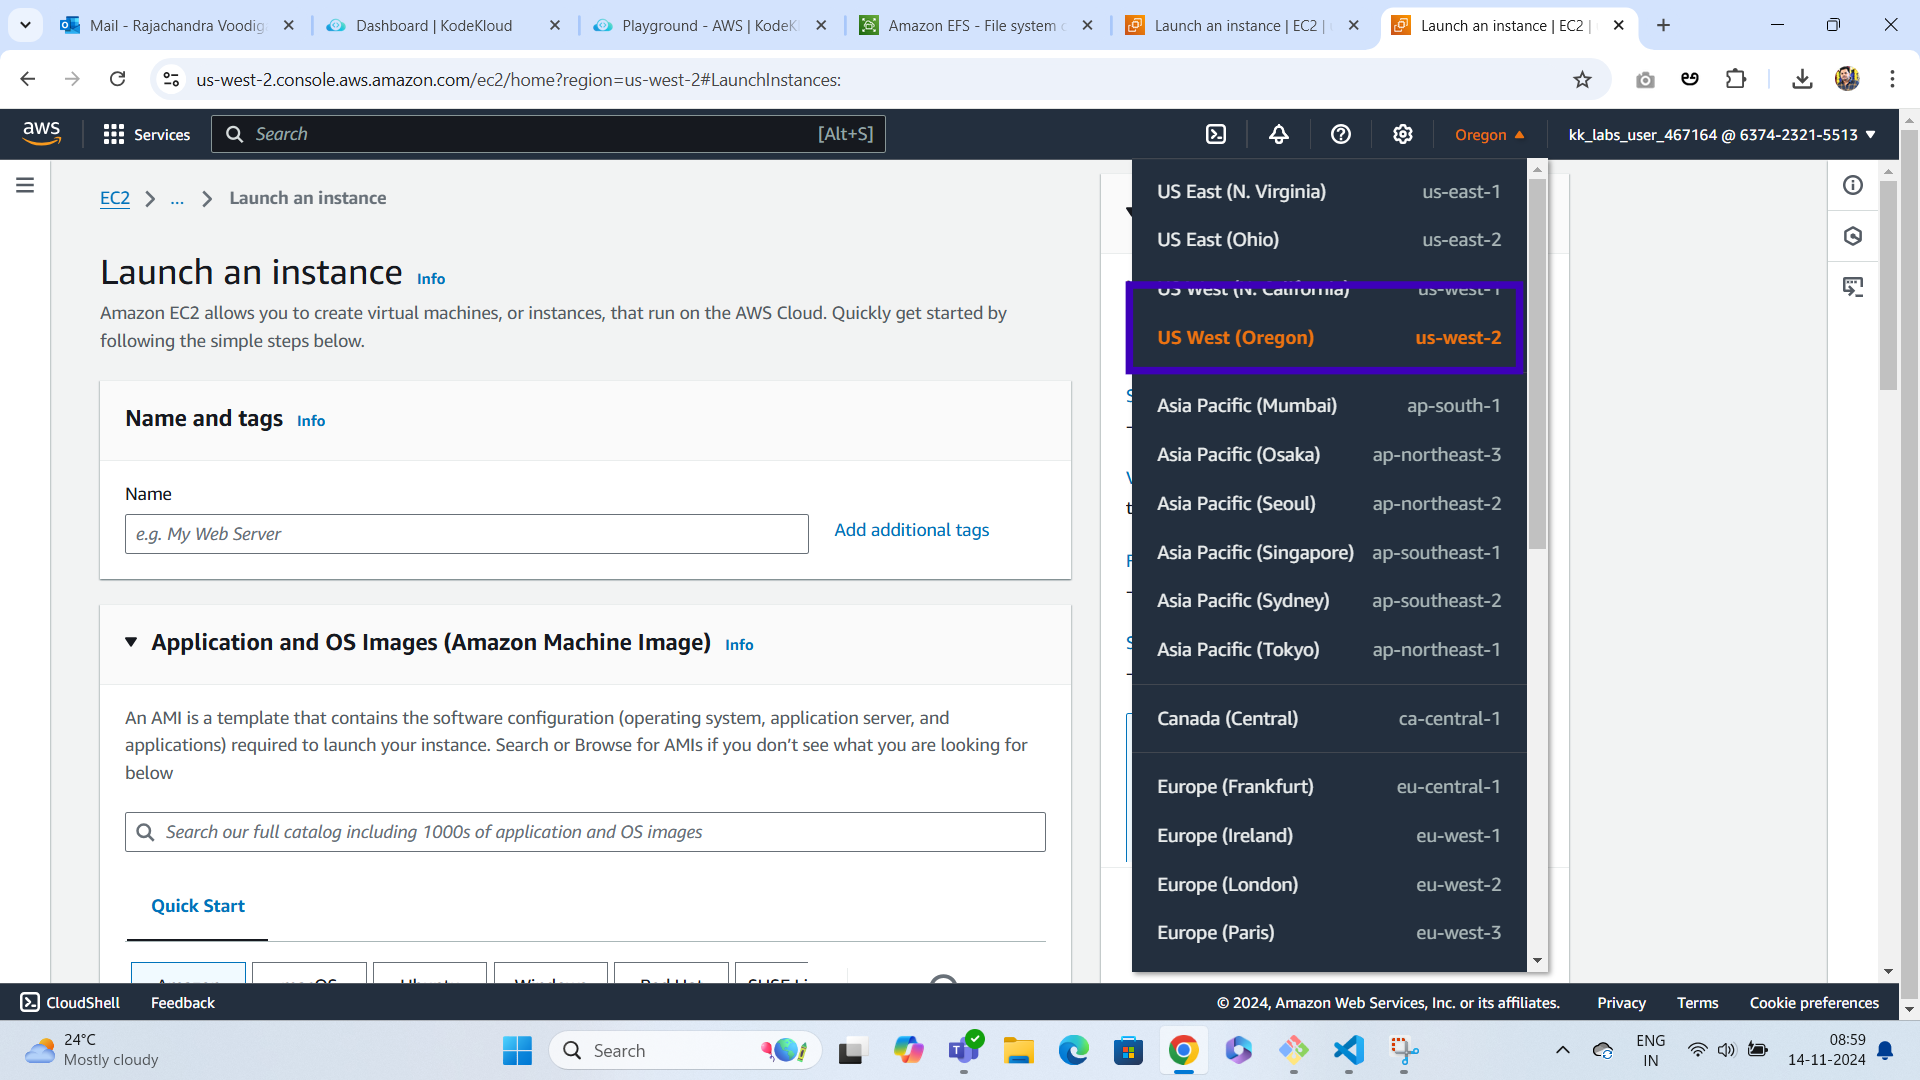 Mail - Rajachandra Voodig
Dashboard | KodeKloud
Playground - AWS | KodeK
Amazon EFS - File system
Launch an instance | EC2 |
Launch an instance | EC2 |
us-west-2.console.aws.amazon.com/ec2/home?region=us-west-2#LaunchInstances:
aws
Services
Search
[Alt+S]
Oregon
kk_labs_user_467164 @ 6374-2321-5513
EC2
...
Launch an instance
Launch an instance
Info
Amazon EC2 allows you to create virtual machines, or instances, that run on the AWS Cloud. Quickly get started by
following the simple steps below.
Name and tags
Info
Name
e.g. My Web Server
Add additional tags
Application and OS Images (Amazon Machine Image)
Info
An AMI is a template that contains the software configuration (operating system, application server, and
applications) required to launch your instance. Search or Browse for AMIs if you don’t see what you are looking for
below
Search our full catalog including 1000s of application and OS images
Quick Start
US East (N. Virginia) us-east-1
US East (Ohio) us-east-2
US West (N. California) us-west-1
US West (Oregon) us-west-2
Asia Pacific (Mumbai) ap-south-1
Asia Pacific (Osaka) ap-northeast-3
Asia Pacific (Seoul) ap-northeast-2
Asia Pacific (Singapore) ap-southeast-1
Asia Pacific (Sydney) ap-southeast-2
Asia Pacific (Tokyo) ap-northeast-1
Canada (Central) ca-central-1
Europe (Frankfurt) eu-central-1
Europe (Ireland) eu-west-1
Europe (London) eu-west-2
Europe (Paris) eu-west-3
CloudShell
Feedback
© 2024, Amazon Web Services, Inc. or its affiliates.
Privacy
Terms
Cookie preferences
24°C
Mostly cloudy
Search
ENG
IN
08:59
14-11-2024